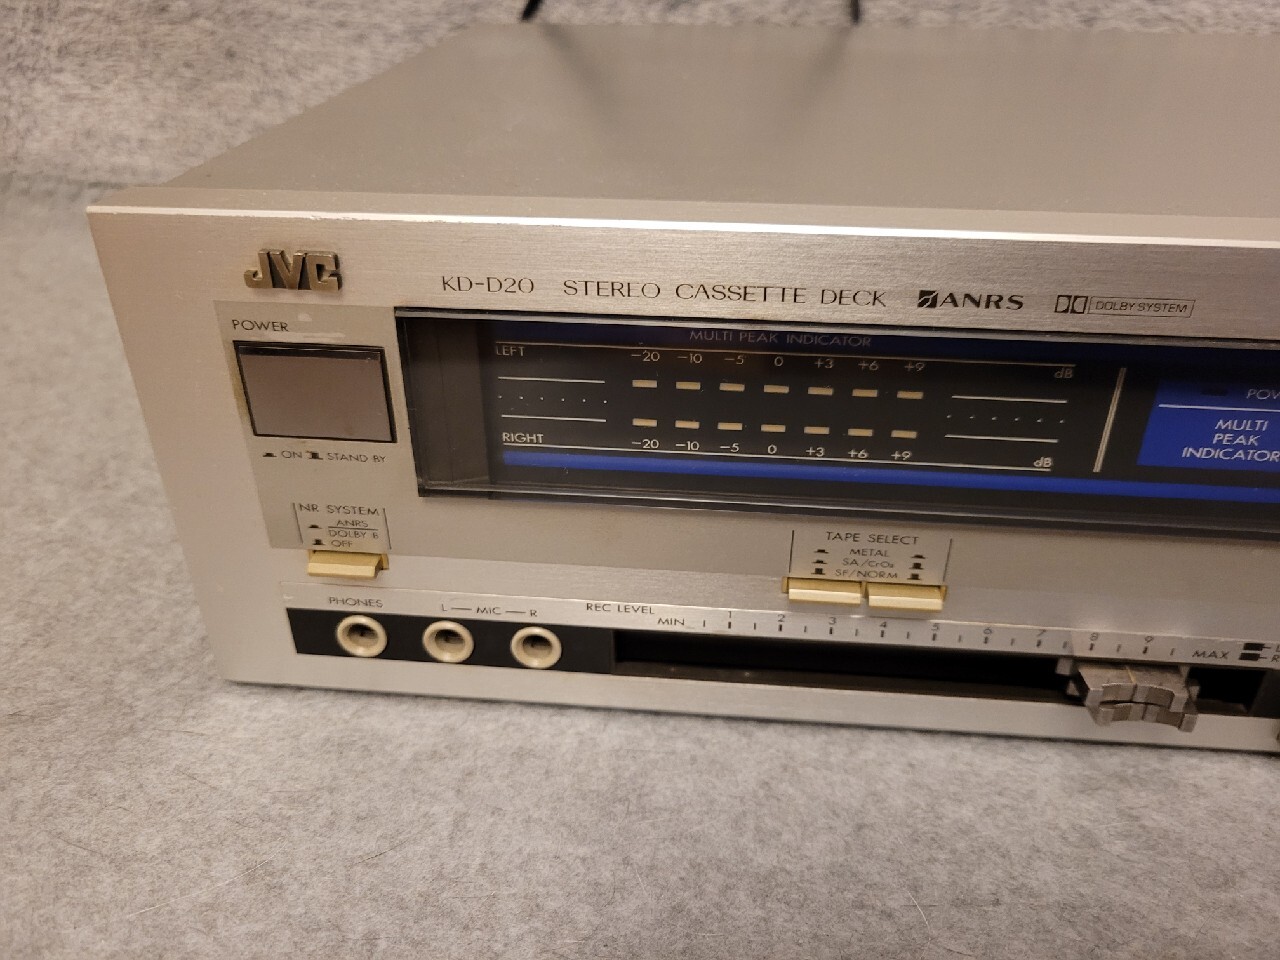 JVC
KD-D20 STEREO CASSETTE DECK ANRS DOLBY SYSTEM
POWER
ON STAND BY
MULTI PEAK INDICATOR
LEFT
-20 -10 -5 0 +3 +6 +9 dB
RIGHT
-20 -10 -5 0 +3 +6 +9 dB
MULTI
PEAK
INDICATOR
NR SYSTEM
ANRS
DOLBY B
OFF
TAPE SELECT
METAL
SA/CrO₂
SF/NORM
PHONES
L — MIC — R
REC LEVEL
MIN 1 2 3 4 5 6 7 8 9 MAX